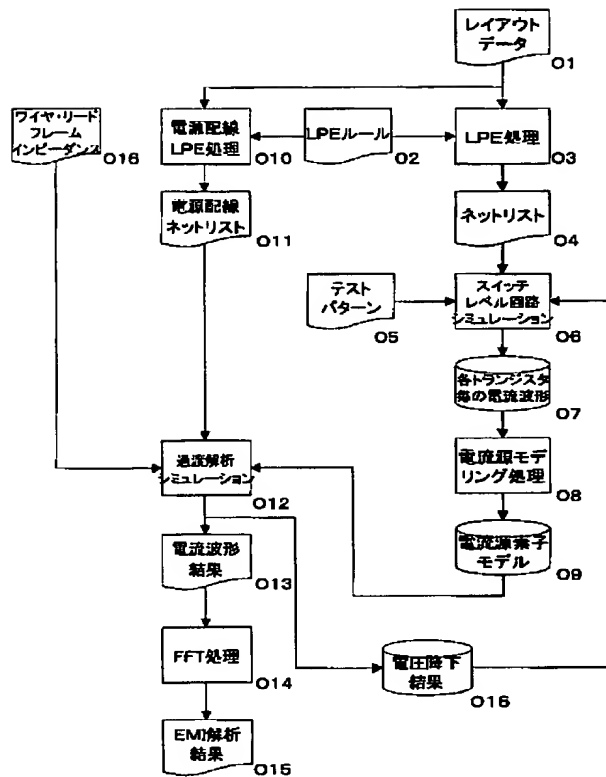 レイアウト
データ
O1
ワイヤ・リード
フレーム
インピーダンス
O16
電源配線
LPE処理
O10
LPEルール
O2
LPE処理
O3
電源配線
ネットリスト
O11
ネットリスト
O4
テスト
パターン
O5
スイッチ
レベル回路
シミュレーション
O6
各トランジスタ
毎の電流波形
O7
過渡解析
シミュレーション
O12
電流源モデ
リング処理
O8
電流波形
結果
O13
電流源素子
モデル
O9
FFT処理
O14
電圧降下
結果
O16
EMI解析
結果
O15